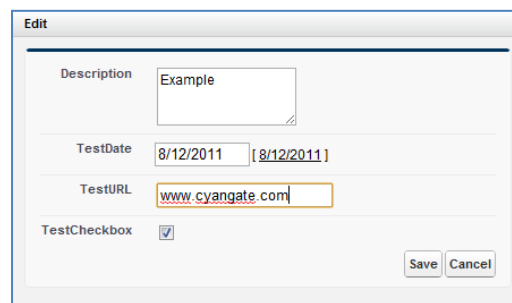 Edit
Description Example
TestDate 8/12/2011 [ 8/12/2011 ]
TestURL www.cyangate.com
TestCheckbox
Save Cancel